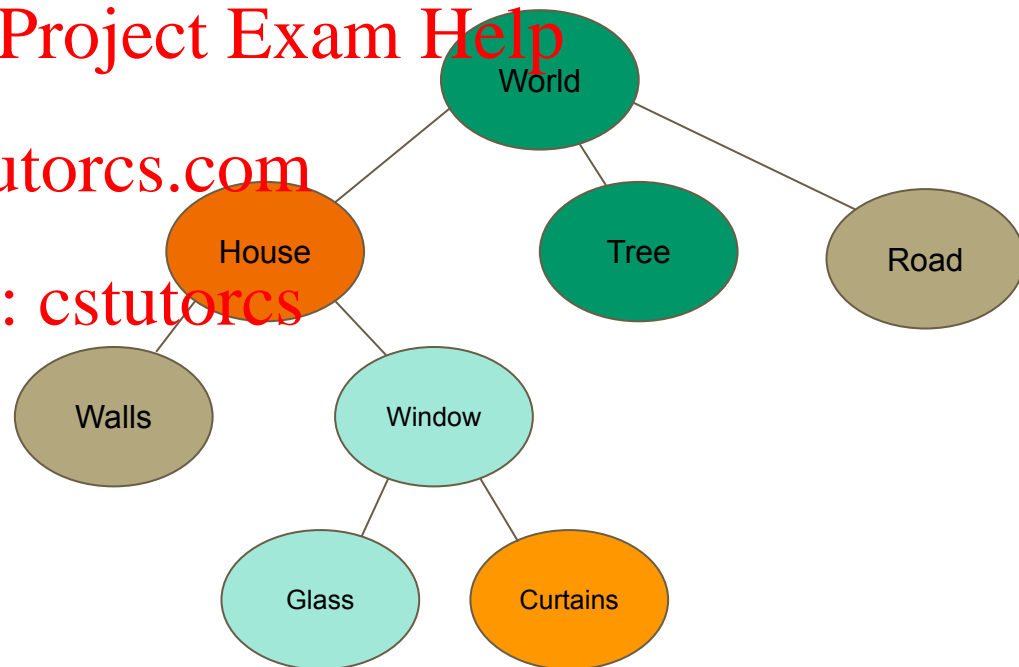 Project Exam Help
World
utorcs.com
House
Tree
Road
: cstutorcs
Walls
Window
Glass
Curtains